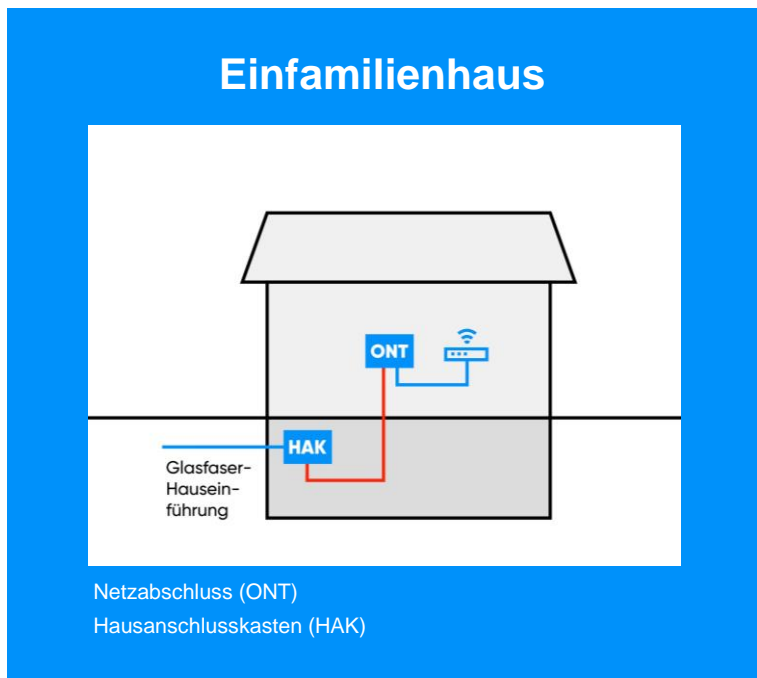 Einfamilienhaus
ONT
HAK
Glasfaser-
Hausein-
führung
Netzabschluss (ONT)
Hausanschlusskasten (HAK)